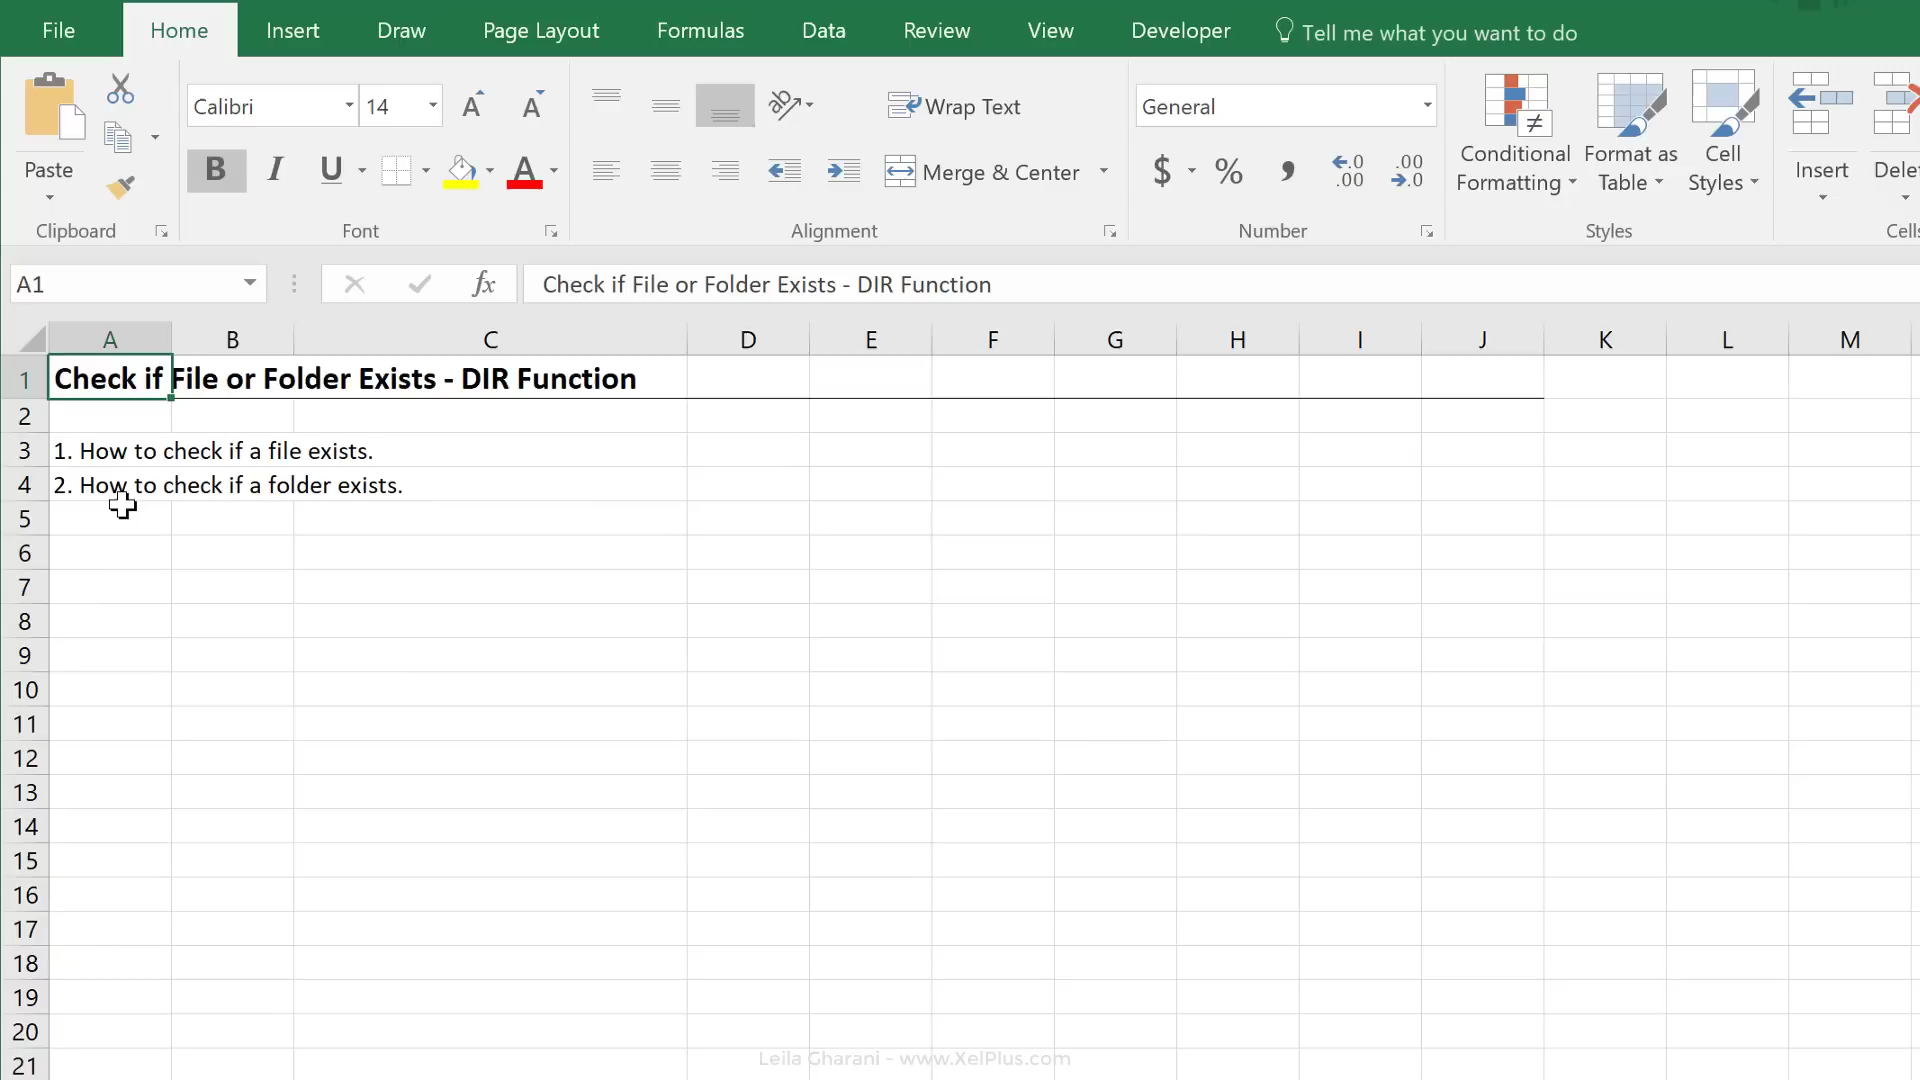 File Home Insert Draw Page Layout Formulas Data Review View Developer Tell me what you want to do
Calibri 14 Wrap Text General
Paste B I U A Merge & Center $ % Conditional Formatting Format as Table Cell Styles Insert
Clipboard Font Alignment Number Styles
A1 fx Check if File or Folder Exists - DIR Function
A B C D E F G H I J K L M
1 Check if File or Folder Exists - DIR Function
2
3 1. How to check if a file exists.
4 2. How to check if a folder exists.
5
6
7
8
9
10
11
12
13
14
15
16
17
18
19
20
21
Leila Gharani - www.XelPlus.com